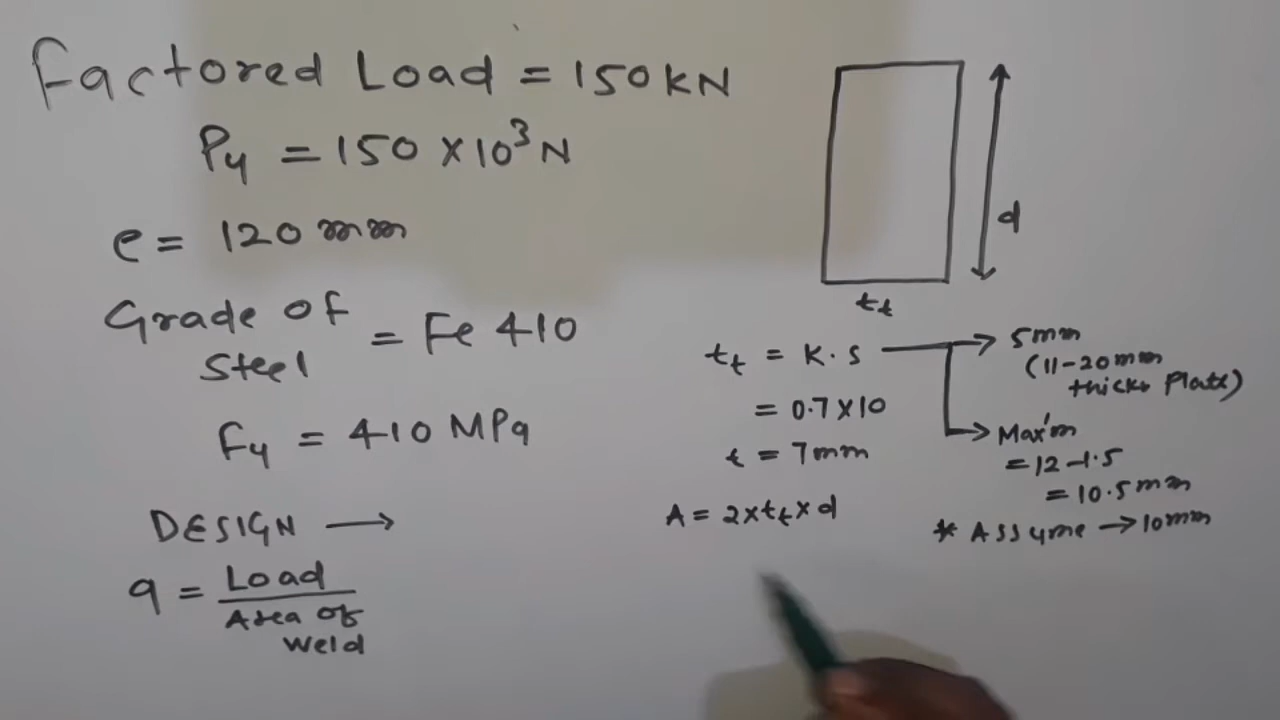 Factored Load = 150 KN
Pu = 150 × 10³ N
e = 120 mm
Grade of Steel = Fe 410
Fu = 410 MPa
DESIGN →
q = Load / Area of Weld
d
tt
tt = K.S
= 0.7 × 10
t = 7mm
A = 2 × tt × d
5mm
(11-20mm
thick Plate)
Max'm
= 12 - 1.5
= 10.5 mm
* Assume → 10mm